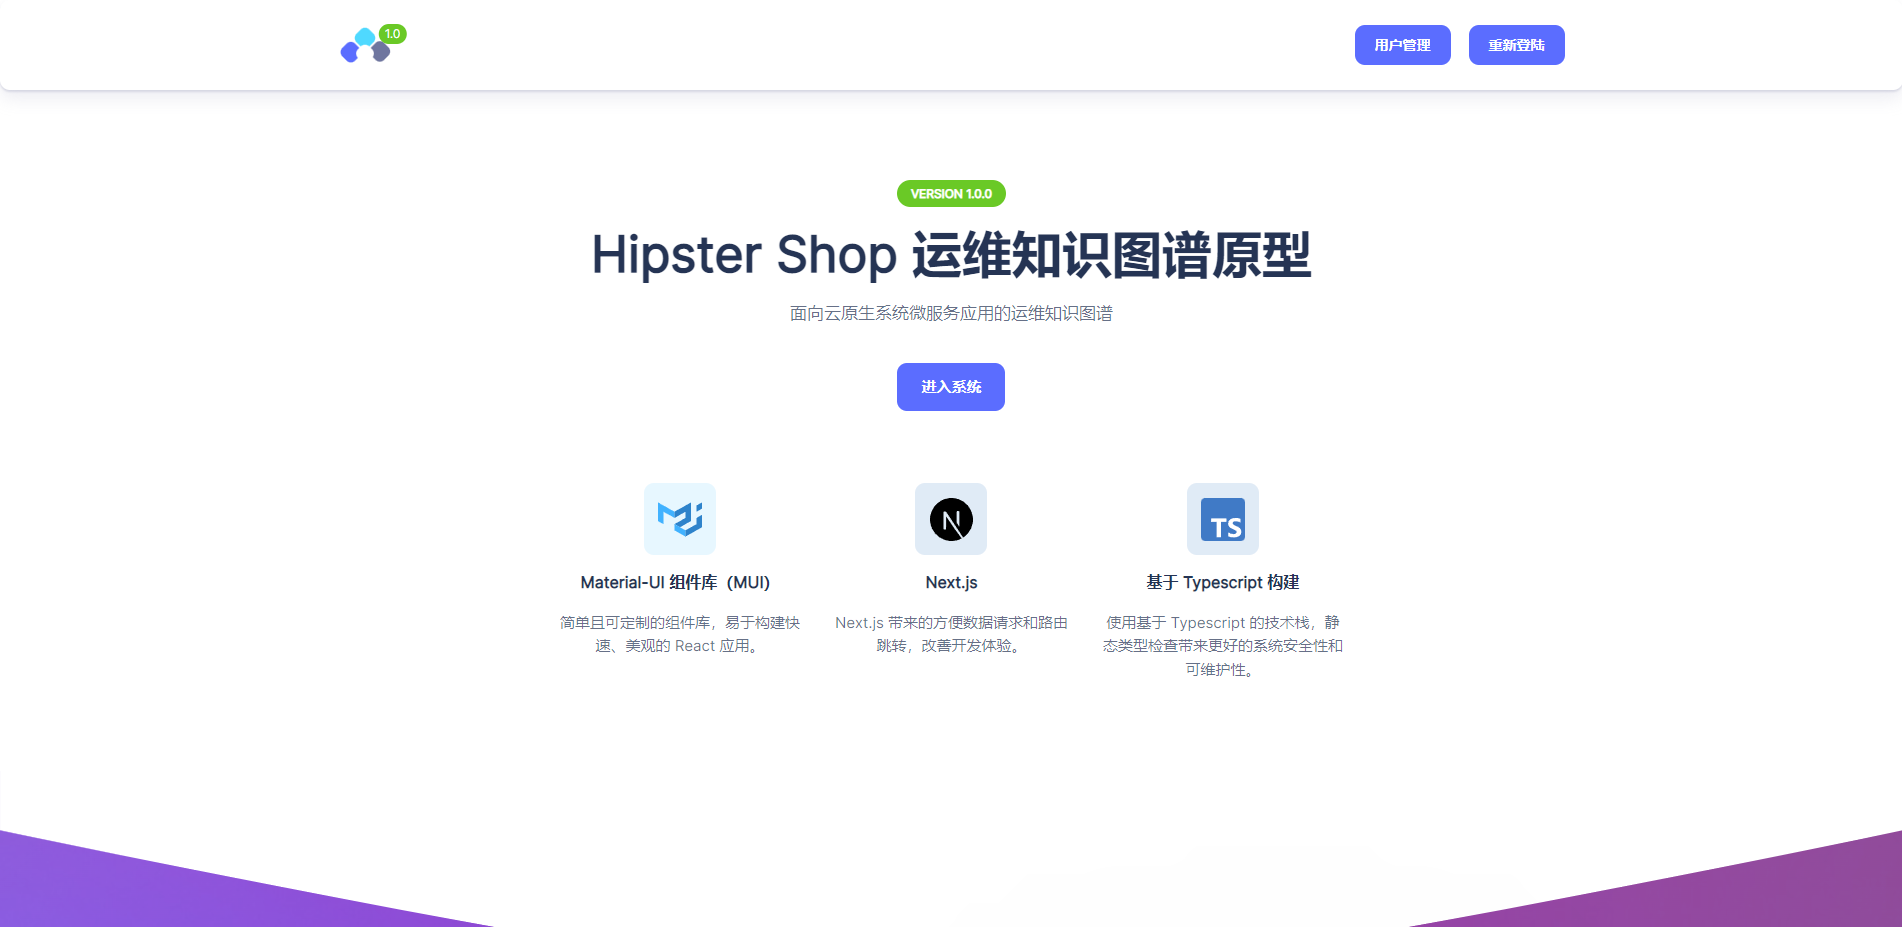 1.0
用户管理
重新登陆
VERSION 1.0.0
Hipster Shop 运维知识图谱原型
面向云原生系统微服务应用的运维知识图谱
进入系统
N
TS
Material-UI 组件库（MUI）
简单且可定制的组件库，易于构建快
速、美观的 React 应用。
Next.js
Next.js 带来的方便数据请求和路由
跳转，改善开发体验。
基于 Typescript 构建
使用基于 Typescript 的技术栈，静
态类型检查带来更好的系统安全性和
可维护性。